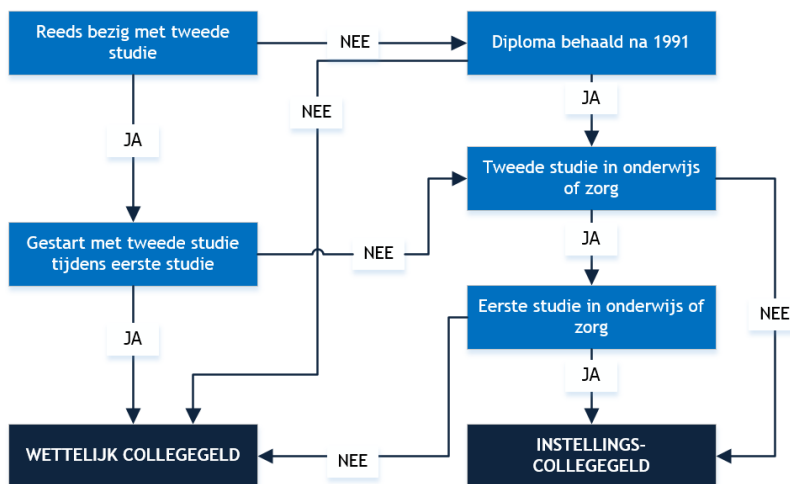 Reeds bezig met tweede
studie
NEE
Diploma behaald na 1991
NEE
JA
JA
Tweede studie in onderwijs
of zorg
Gestart met tweede studie
tijdens eerste studie
NEE
JA
Eerste studie in onderwijs of
zorg
NEE
JA
JA
WETTELIJK COLLEGEGELD
NEE
INSTELLINGS-
COLLEGEGELD